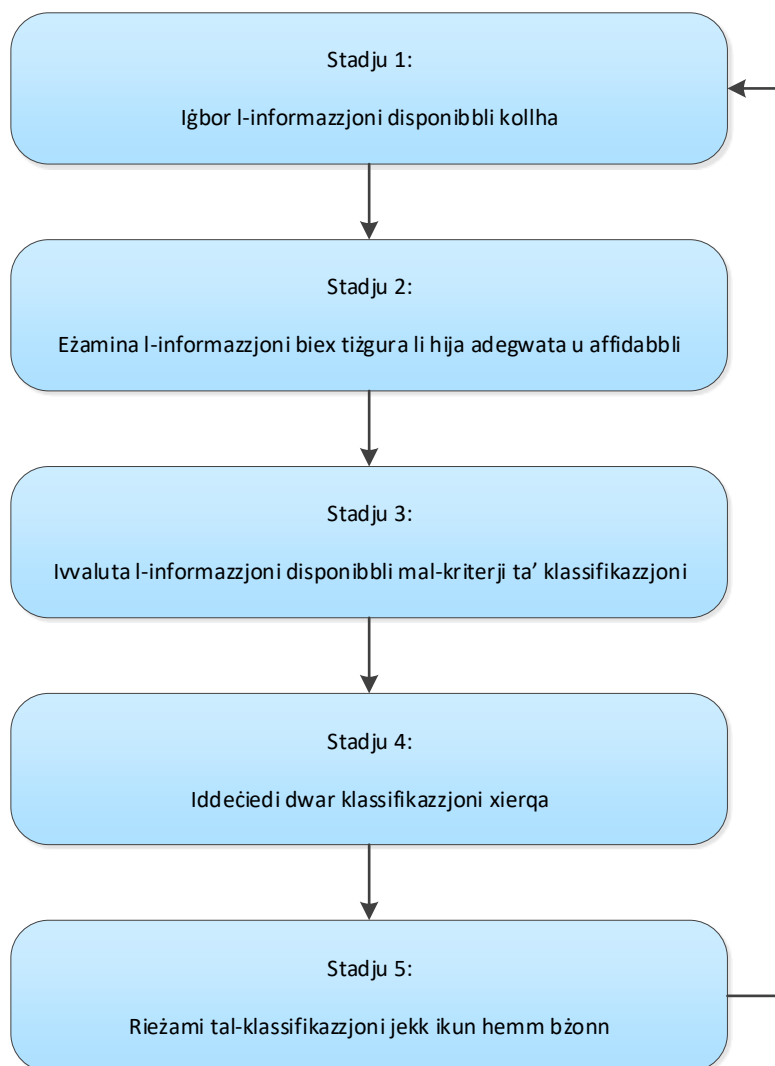 Stadju 1:
Iġbor l-informazzjoni disponibbli kollha
Stadju 2:
Eżamina l-informazzjoni biex tiżgura li hija adegwata u affidabbli
Stadju 3:
Ivvaluta l-informazzjoni disponibbli mal-kriterji ta’ klassifikazzjoni
Stadju 4:
Iddeċiedi dwar klassifikazzjoni xierqa
Stadju 5:
Rieżami tal-klassifikazzjoni jekk ikun hemm bżonn